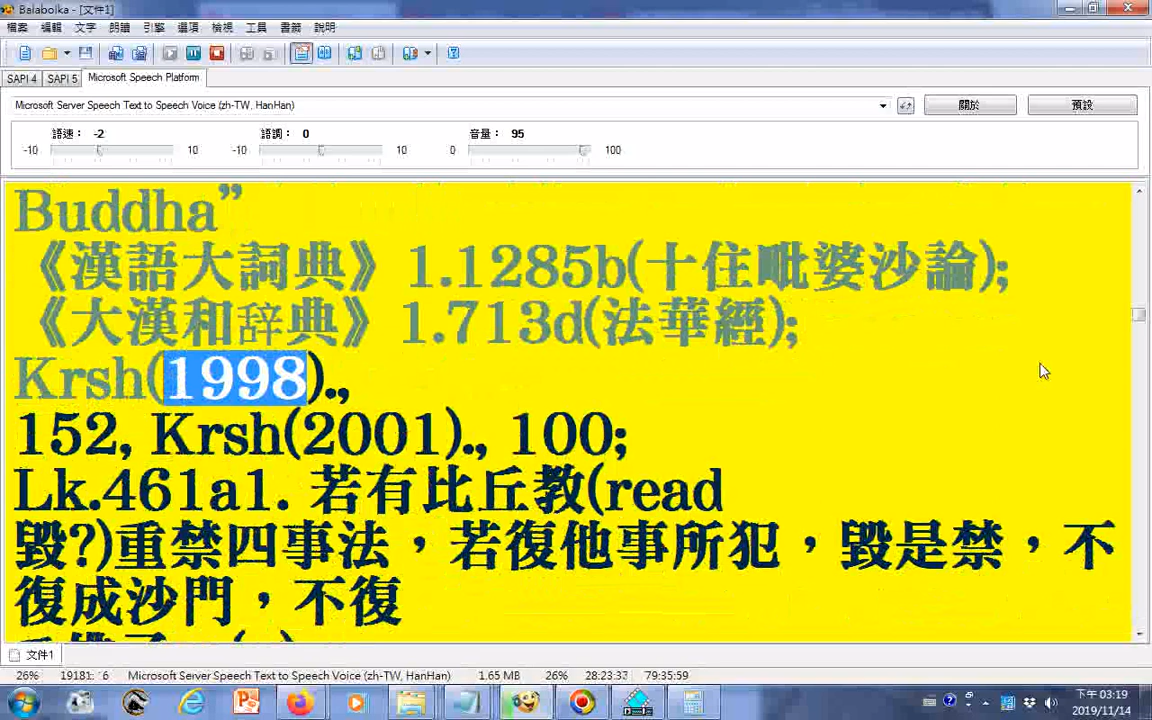 Balabolka - [文件1]
檔案 編輯 文字 朗讀 引擎 選項 檢視 工具 書籤 說明
SAPI 4 SAPI 5 Microsoft Speech Platform
Microsoft Server Speech Text to Speech Voice (zh-TW, HanHan) 關於 預設
語速： -2 語調： 0 音量： 95
-10 10 -10 10 0 100
Buddha”
《漢語大詞典》 1.1285b(十住毗婆沙論);
《大漢和辞典》 1.713d(法華經);
Krsh(1998).,
152, Krsh(2001)., 100;
Lk.461a1. 若有比丘教(read
毀?)重禁四事法，若復他事所犯，毀是禁，不
復成沙門，不復
文件1
26% 19181: 6 Microsoft Server Speech Text to Speech Voice (zh-TW, HanHan) 1.65 MB 26% 28:23:33 79:35:59
下午 03:19
2019/11/14